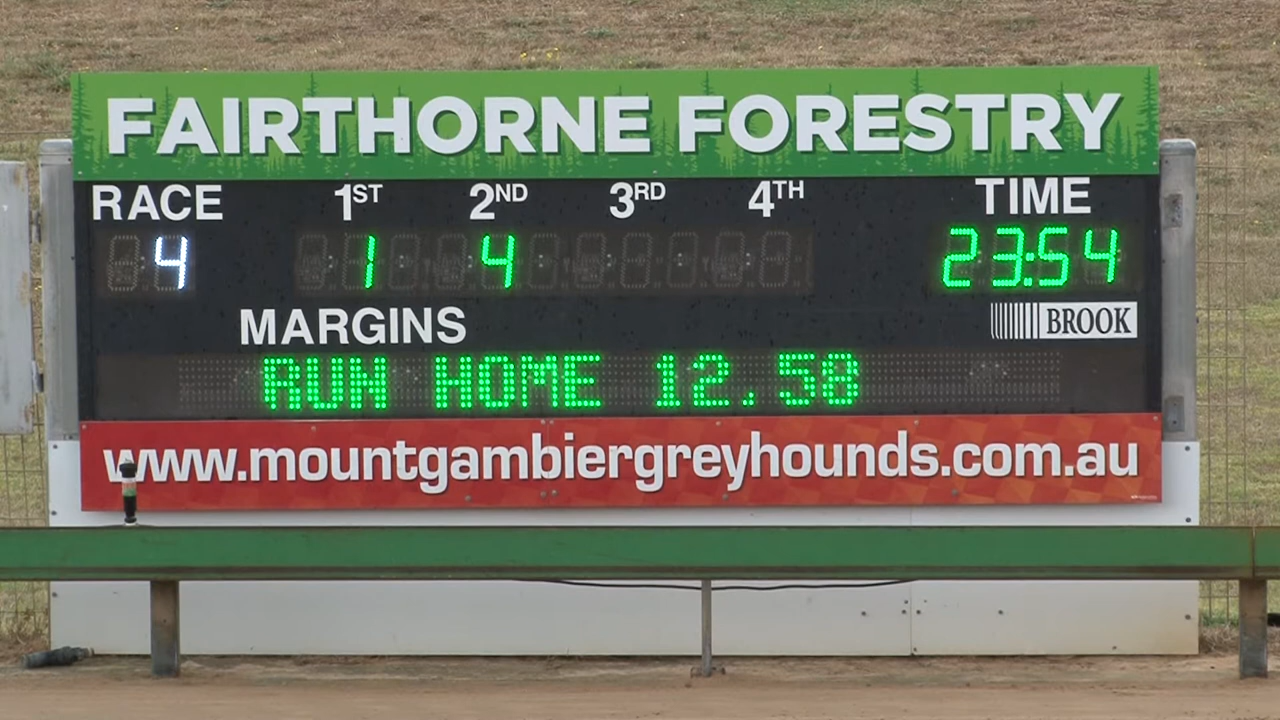 FAIRTHORNE FORESTRY
RACE 1ST 2ND 3RD 4TH TIME
4 1 4 23:54
MARGINS BROOK
RUN HOME 12.58
www.mountgambiergreyhounds.com.au